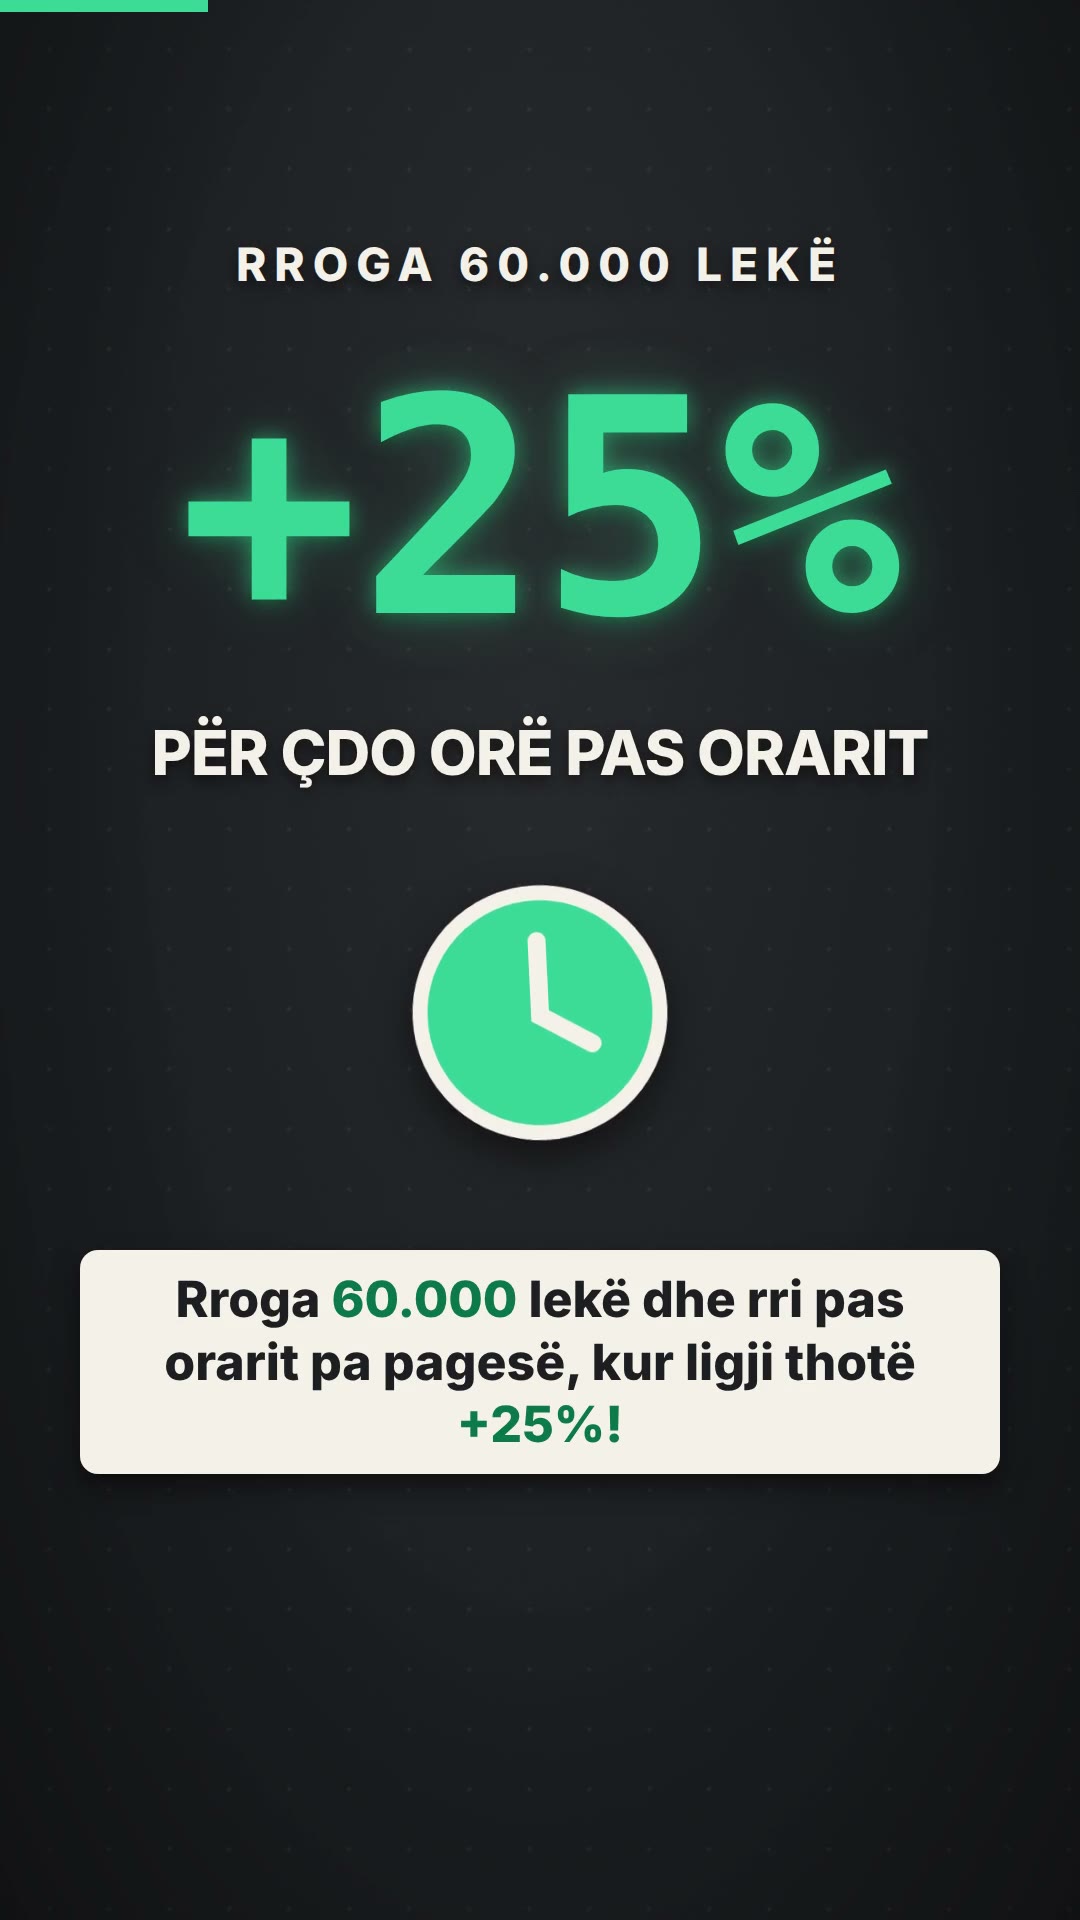 RROGA 60.000 LEKË
+25%
PËR ÇDO ORË PAS ORARIT
Rroga 60.000 lekë dhe rri pas
orarit pa pagesë, kur ligji thotë
+25%!